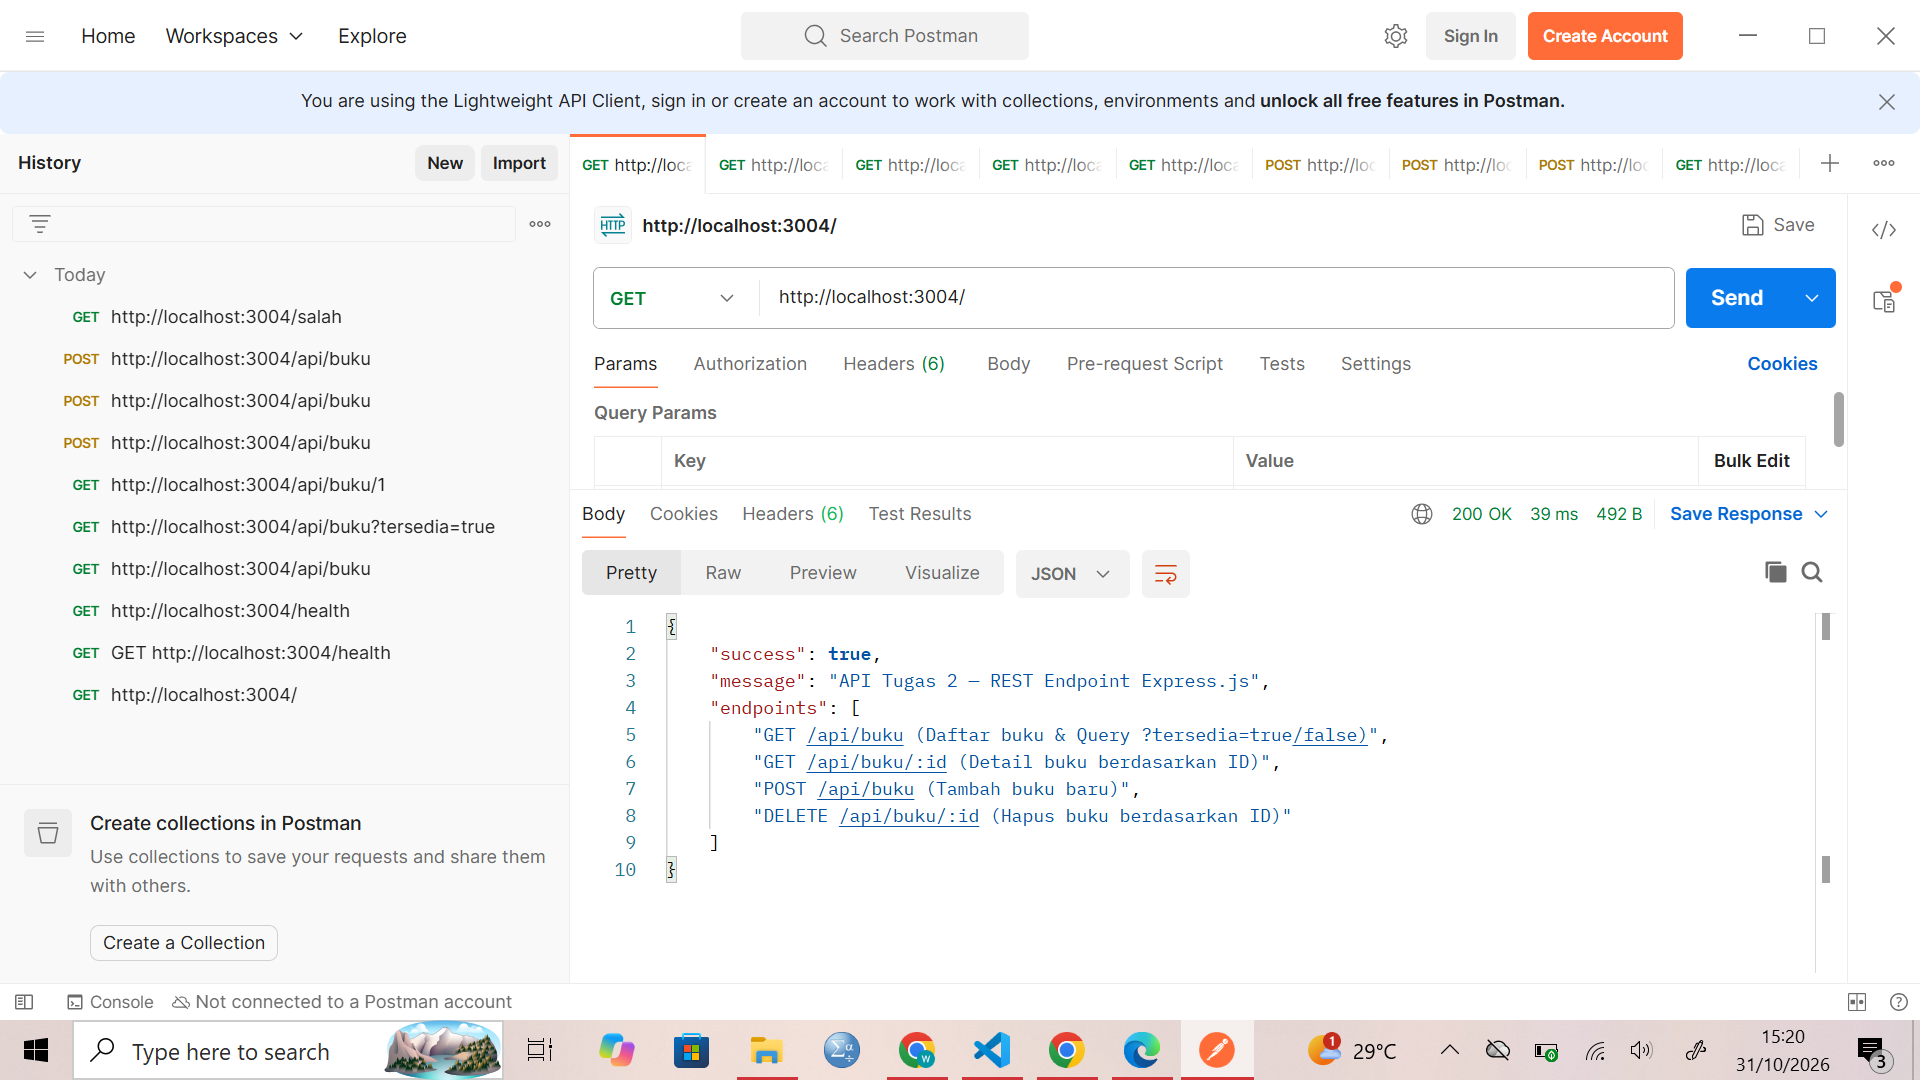 Home
Workspaces
Explore
Search Postman
Sign In
Create Account
You are using the Lightweight API Client, sign in or create an account to work with collections, environments and unlock all free features in Postman.
History
New
Import
GET http://loca
GET http://loca
GET http://loca
GET http://loca
GET http://loca
POST http://loc
POST http://loc
POST http://loc
GET http://loca
HTTP http://localhost:3004/
Save
Today
GET http://localhost:3004/salah
POST http://localhost:3004/api/buku
POST http://localhost:3004/api/buku
POST http://localhost:3004/api/buku
GET http://localhost:3004/api/buku/1
GET http://localhost:3004/api/buku?tersedia=true
GET http://localhost:3004/api/buku
GET http://localhost:3004/health
GET GET http://localhost:3004/health
GET http://localhost:3004/
Create collections in Postman
Use collections to save your requests and share them
with others.
Create a Collection
GET
http://localhost:3004/
Send
Params
Authorization
Headers (6)
Body
Pre-request Script
Tests
Settings
Cookies
Query Params
Key
Value
Bulk Edit
Body
Cookies
Headers (6)
Test Results
200 OK
39 ms
492 B
Save Response
Pretty
Raw
Preview
Visualize
JSON
1 {
2 "success": true,
3 "message": "API Tugas 2 — REST Endpoint Express.js",
4 "endpoints": [
5 "GET /api/buku (Daftar buku & Query ?tersedia=true/false)",
6 "GET /api/buku/:id (Detail buku berdasarkan ID)",
7 "POST /api/buku (Tambah buku baru)",
8 "DELETE /api/buku/:id (Hapus buku berdasarkan ID)"
9 ]
10 }
Console
Not connected to a Postman account
Type here to search
W
1
29°C
15:20
31/10/2026
3